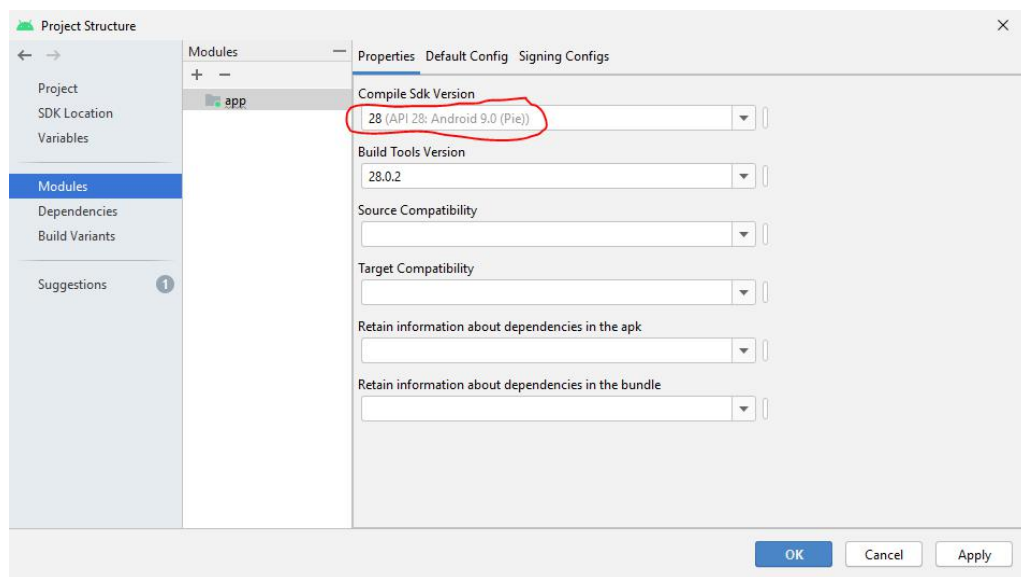 Project Structure
Modules
Properties Default Config Signing Configs
Project
SDK Location
Variables
Modules
Dependencies
Build Variants
Suggestions 1
app
Compile Sdk Version
28 (API 28: Android 9.0 (Pie))
Build Tools Version
28.0.2
Source Compatibility
Target Compatibility
Retain information about dependencies in the apk
Retain information about dependencies in the bundle
OK Cancel Apply